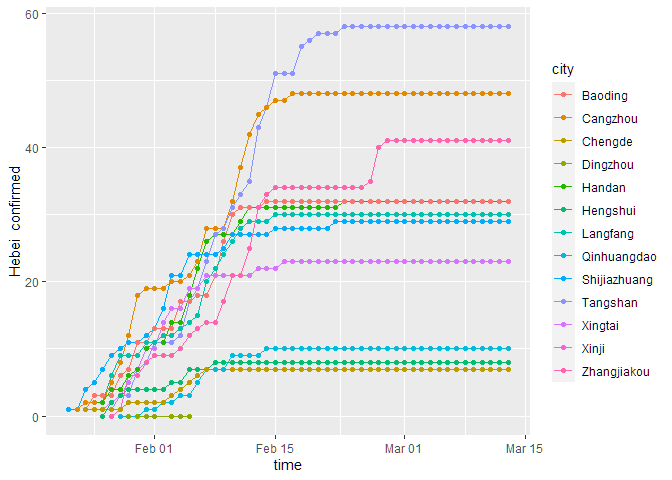 60
40
20
0
Hebei confirmed
Feb 01
Feb 15
Mar 01
Mar 15
time
city
Baoding
Cangzhou
Chengde
Dingzhou
Handan
Hengshui
Langfang
Qinhuangdao
Shijiazhuang
Tangshan
Xingtai
Xinji
Zhangjiakou